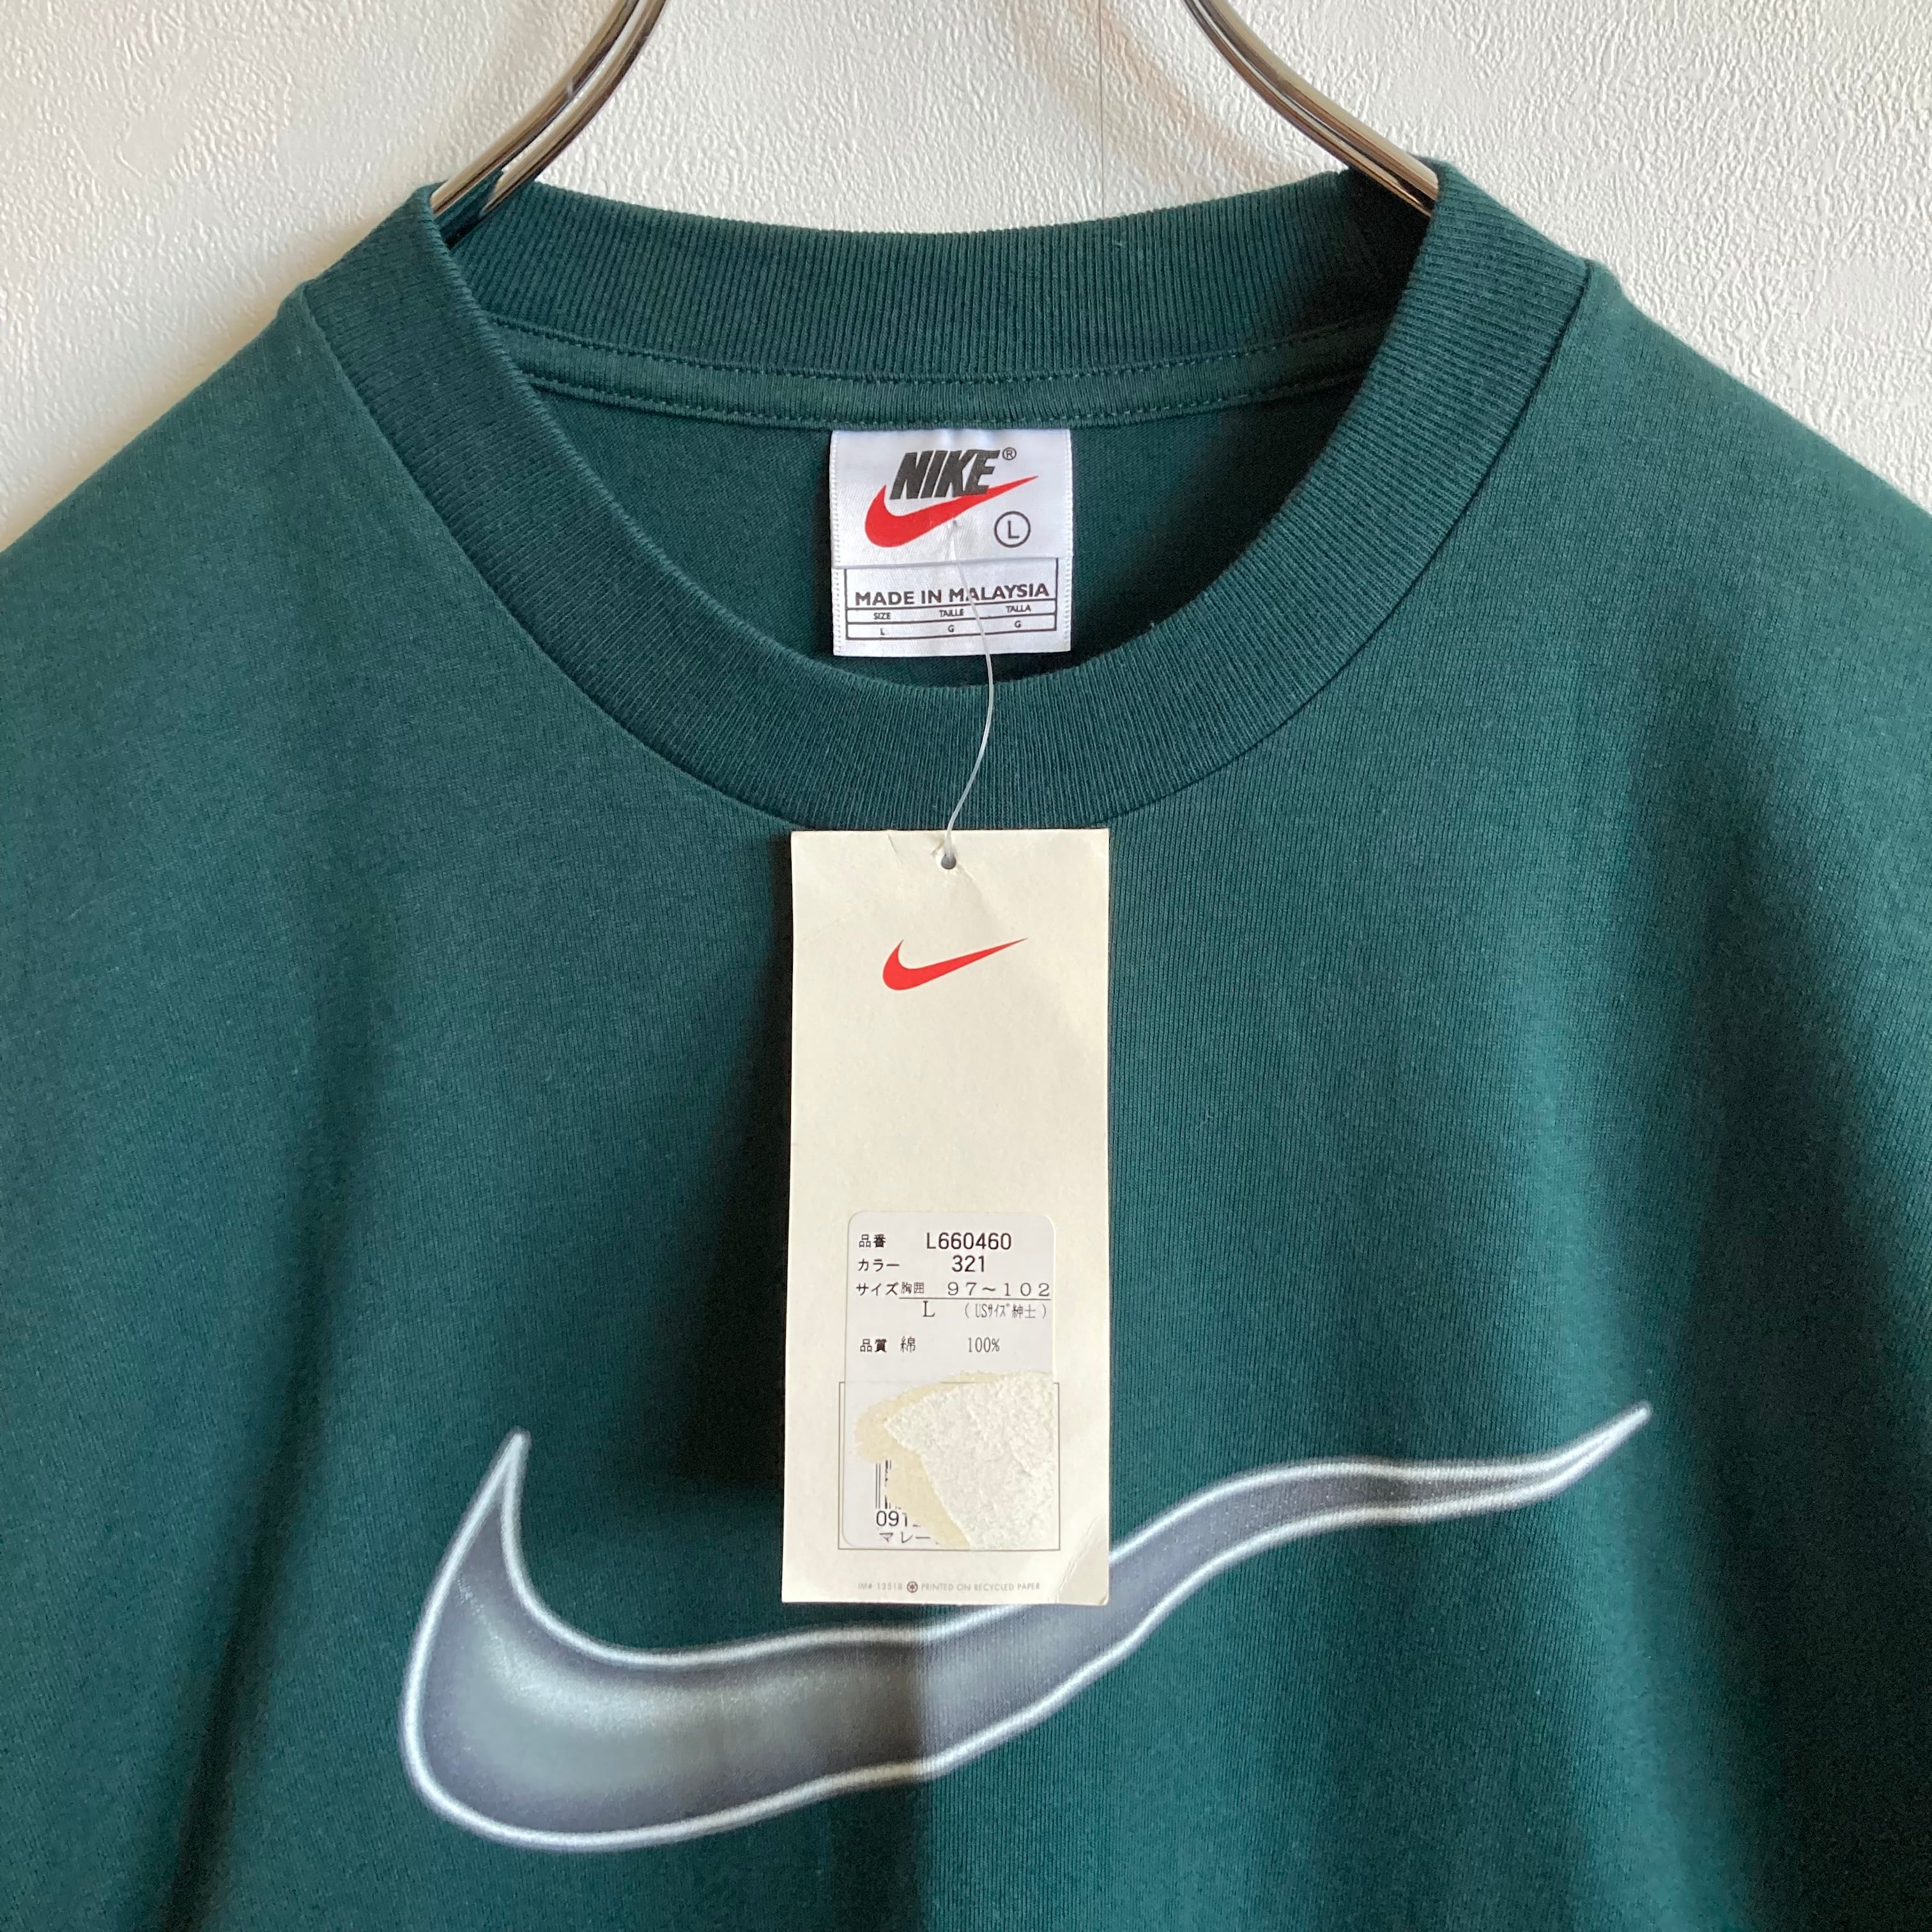 NIKE®
L
MADE IN MALAYSIA
SIZE TAILLE TALLA
L G G
品番 L660460
カラー 321
サイズ 胸囲 97~102
L (USサイズ紳士)
品質 綿 100%
091
マレー
PRINTED ON RECYCLED PAPER